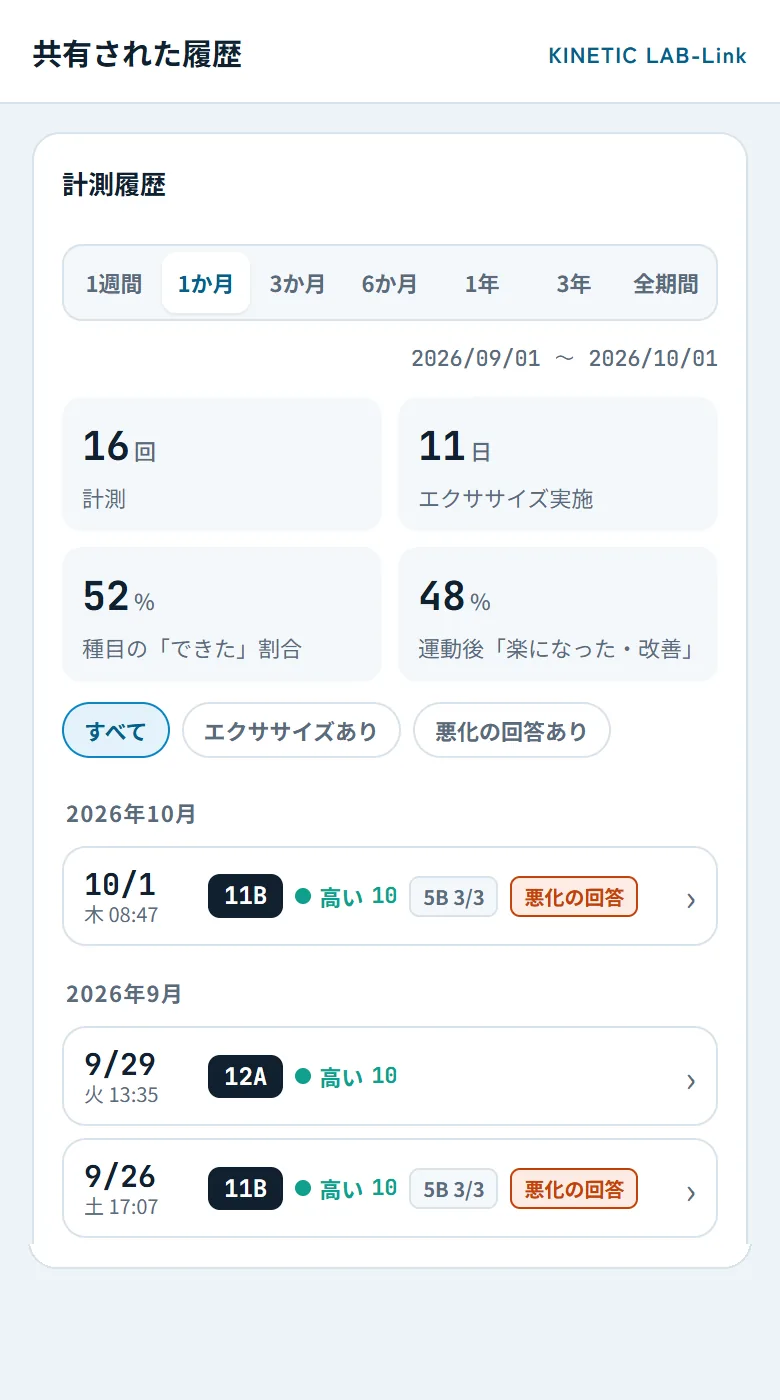 共有された履歴
KINETIC LAB-Link
計測履歴
1週間 1か月 3か月 6か月 1年 3年 全期間
2026/09/01 ～ 2026/10/01
16回
計測
11日
エクササイズ実施
52%
種目の「できた」割合
48%
運動後「楽になった・改善」
すべて エクササイズあり 悪化の回答あり
2026年10月
10/1
木 08:47
11B ● 高い 10 5B 3/3 悪化の回答 ›
2026年9月
9/29
火 13:35
12A ● 高い 10 ›
9/26
土 17:07
11B ● 高い 10 5B 3/3 悪化の回答 ›